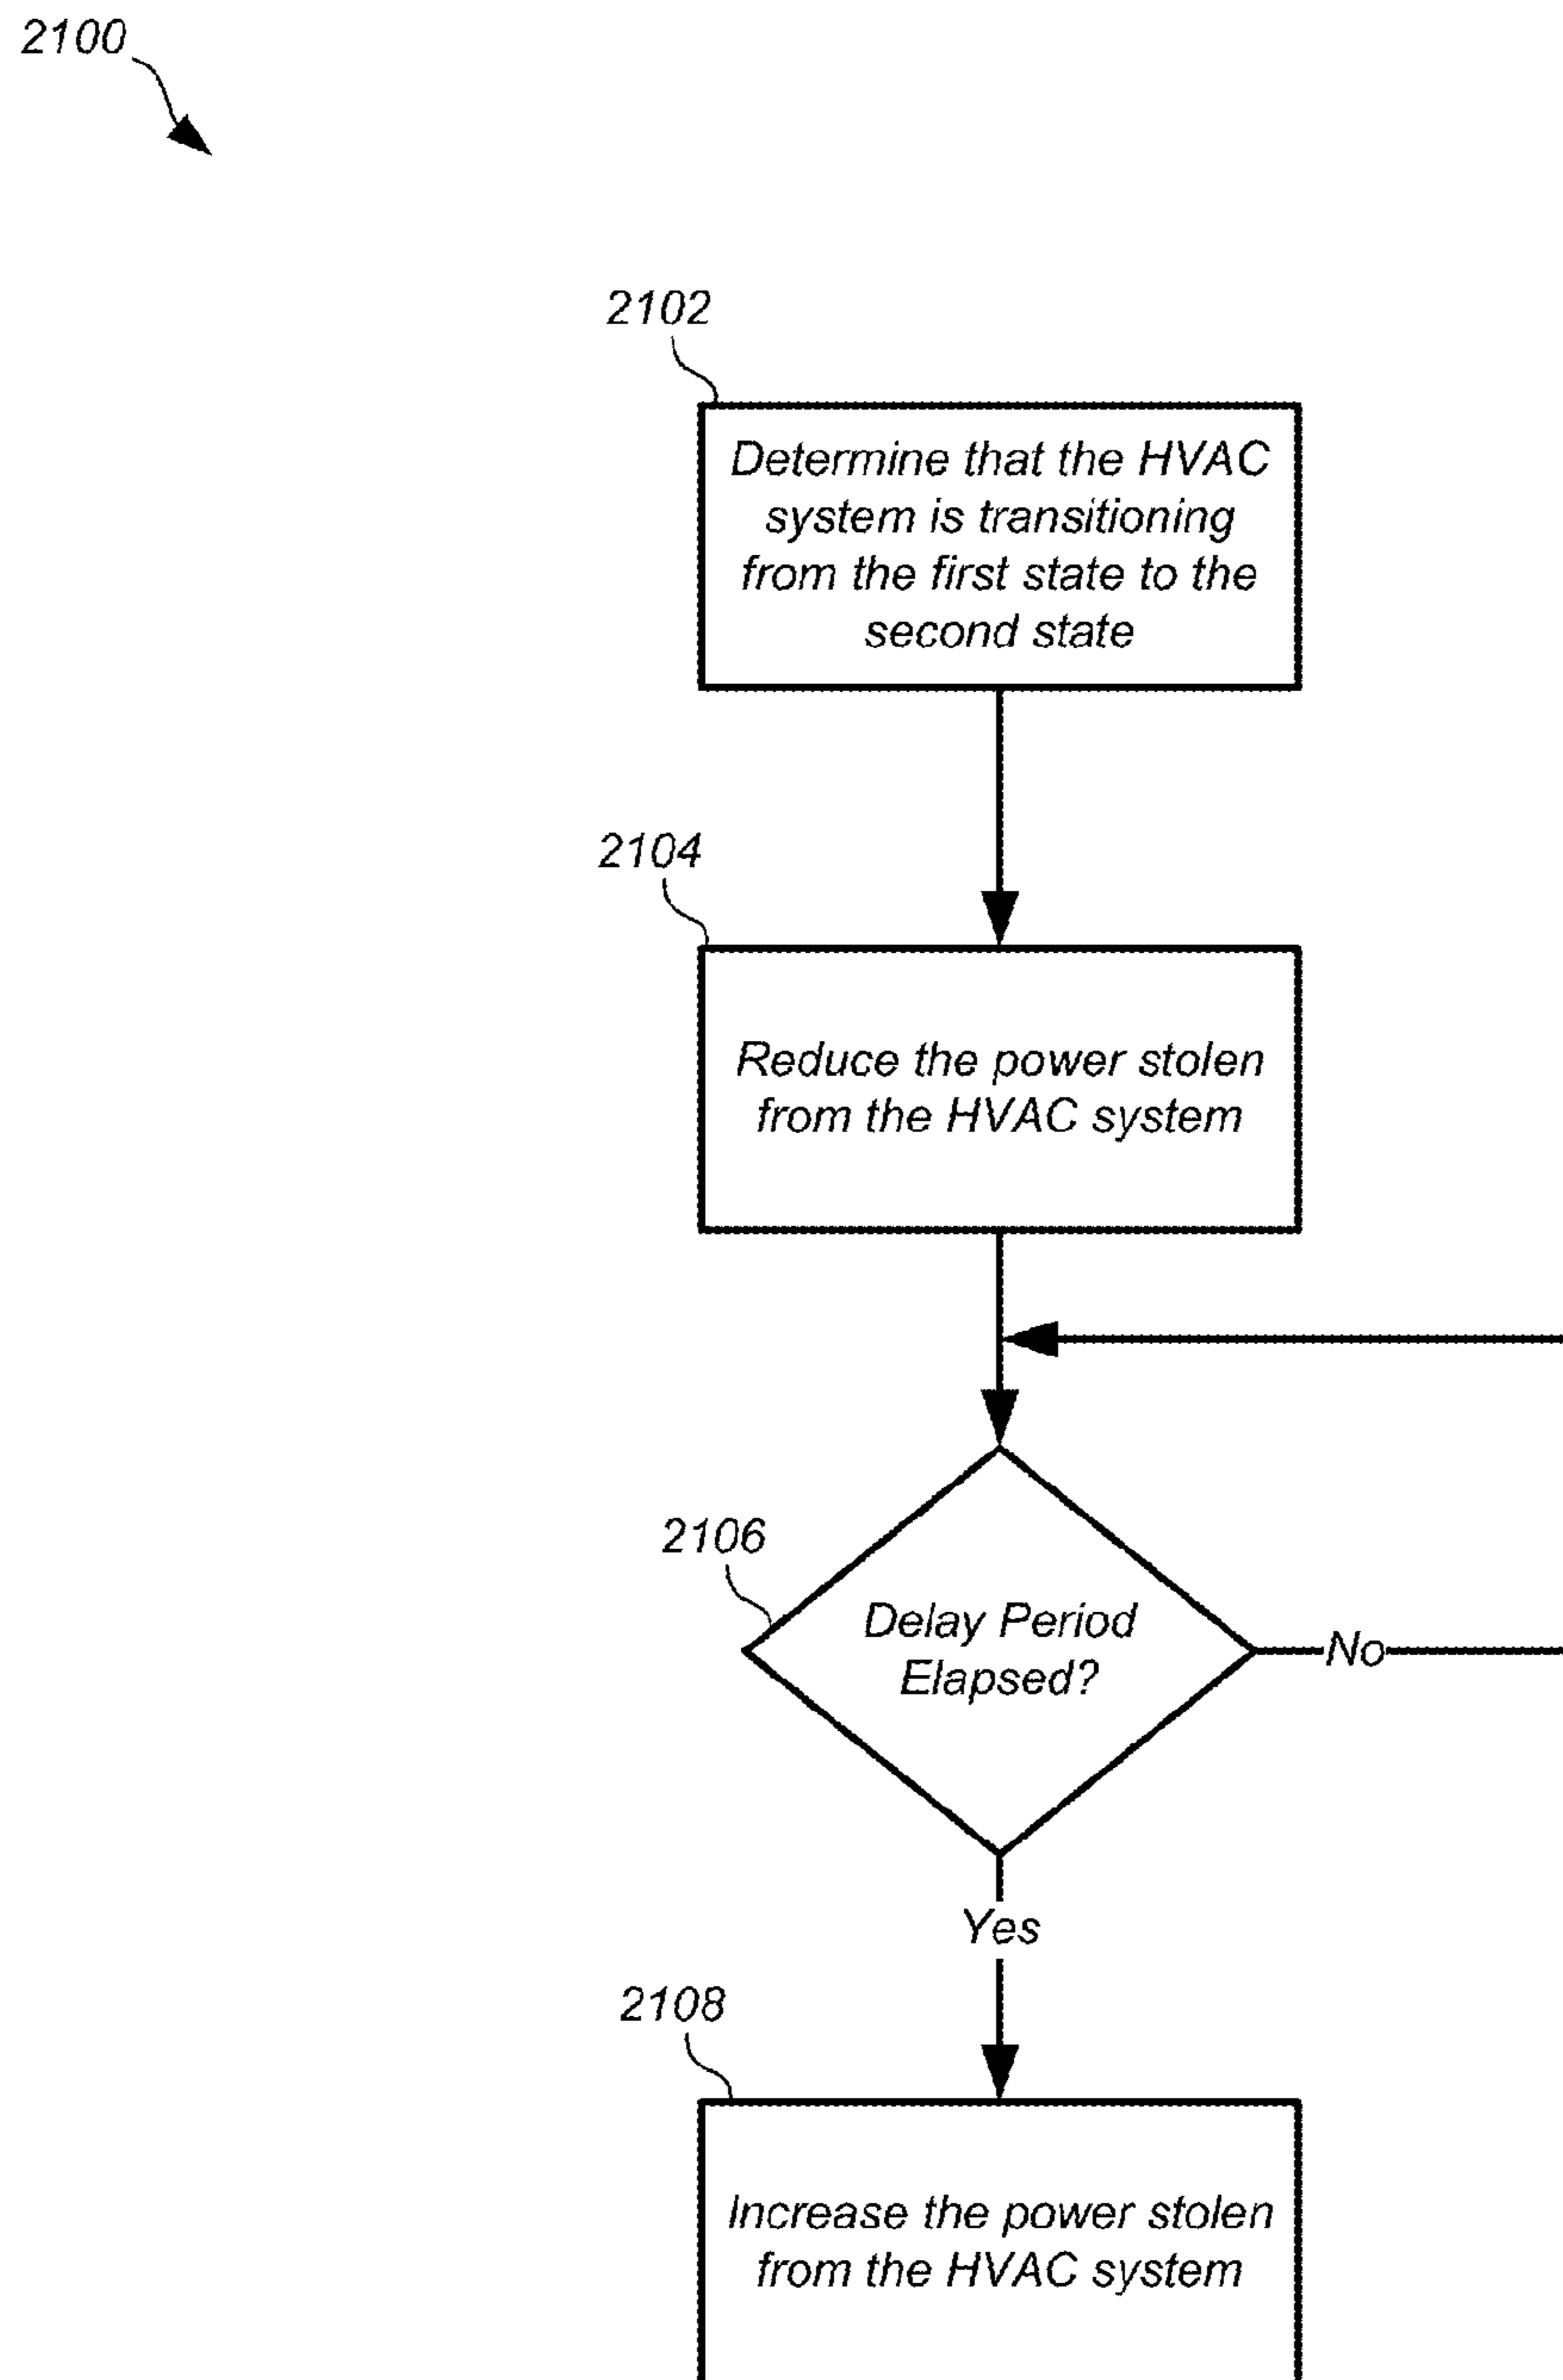 2100
2102
Determine that the HVAC
system is transitioning
from the first state to the
second state
2104
Reduce the power stolen
from the HVAC system
2106
Delay Period
Elapsed?
No
Yes
2108
Increase the power stolen
from the HVAC system